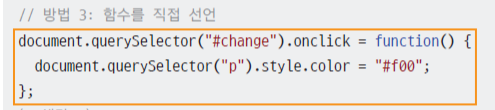 // 방법 3: 함수를 직접 선언
document.querySelector("#change").onclick = function() {
  document.querySelector("p").style.color = "#f00";
};